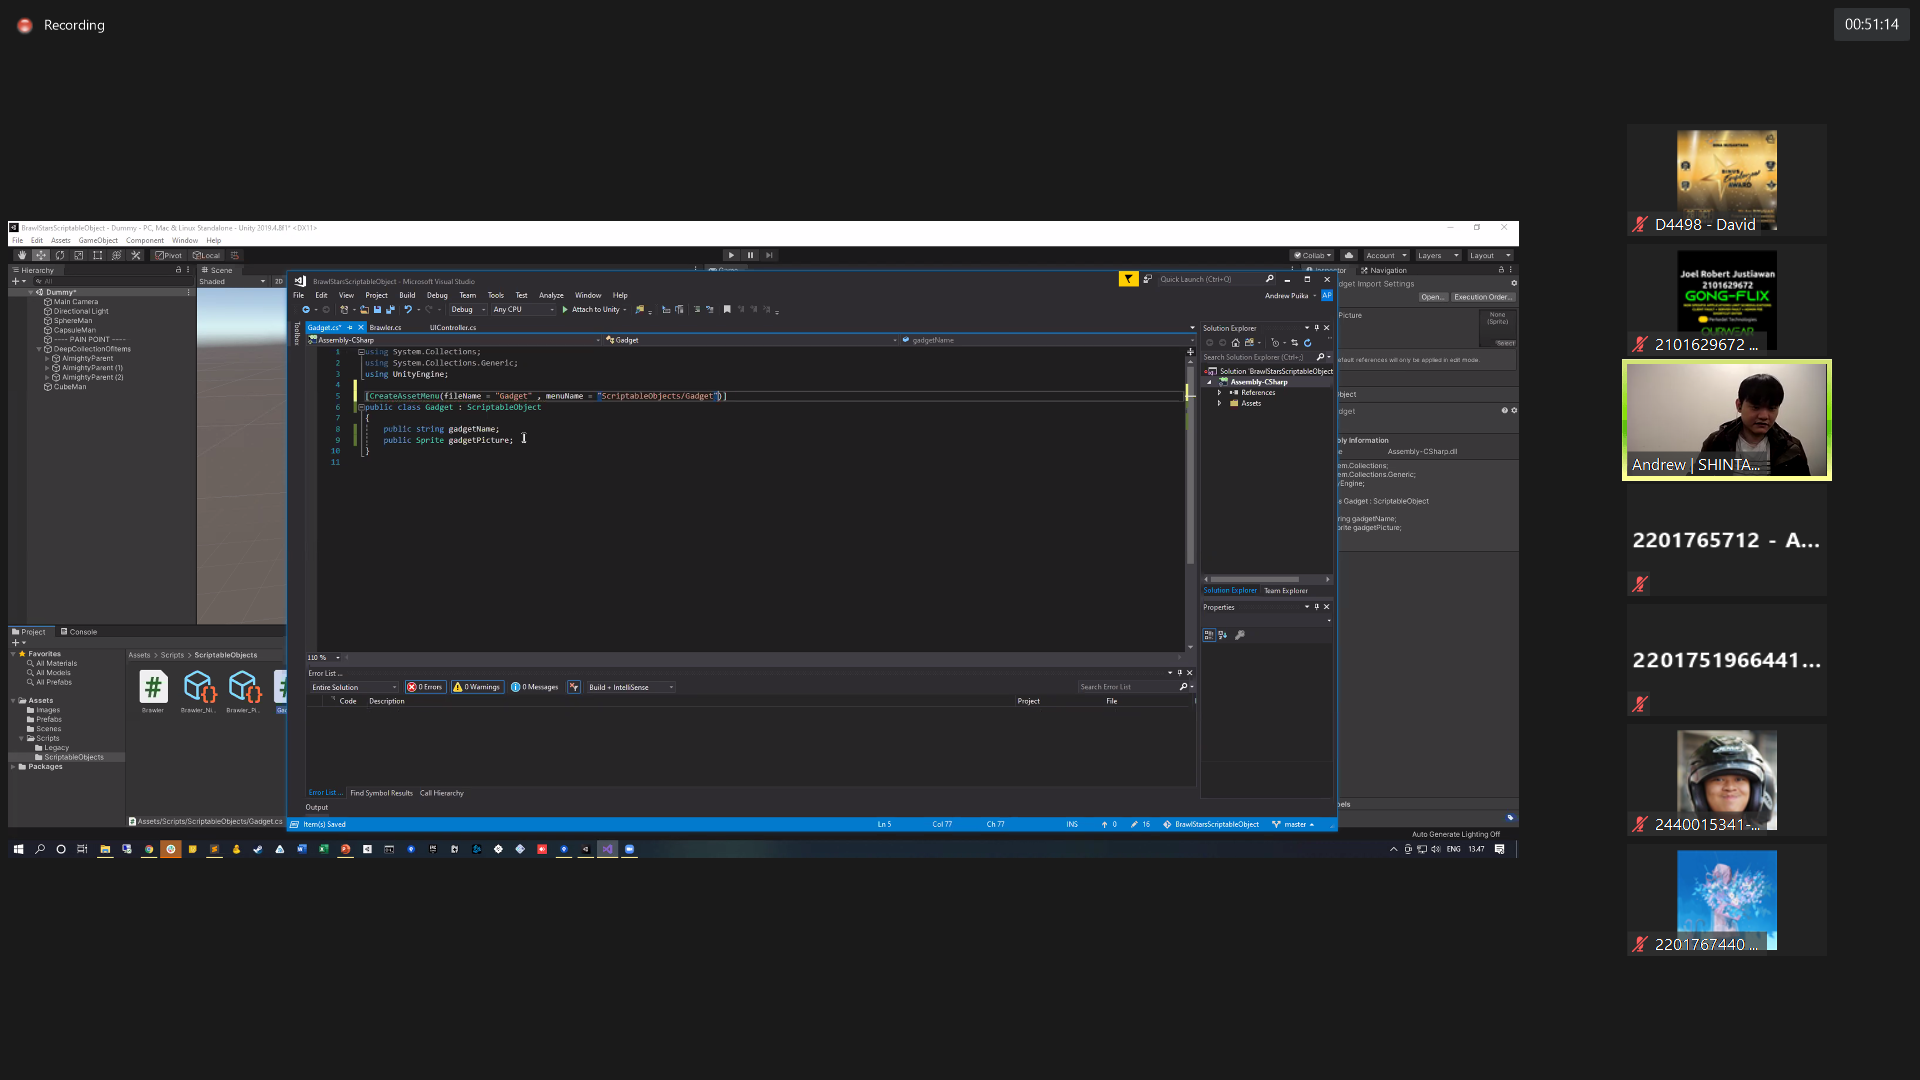 Recording
00:51:14
BrawlStarsScriptableObject - Dummy - PC, Mac & Linux Standalone - Unity 2019.4.8f1* <DX11>
File Edit Assets GameObject Component Window Help
Pivot Local
Collab Account Layers Layout
Hierarchy
Scene
Inspector Navigation
All
Shaded 2D
Dummy*
Main Camera
Directional Light
SphereMan
CapsuleMan
---- PAIN POINT ----
DeepCollectionOfItems
AlmightyParent
AlmightyParent (1)
AlmightyParent (2)
CubeMan
BrawlStarsScriptableObject - Microsoft Visual Studio
Quick Launch (Ctrl+Q)
File Edit View Project Build Debug Team Tools Test Analyze Window Help
Andrew Puika AP
Debug Any CPU Attach to Unity
Toolbox
Gadget.cs* Brawler.cs UIController.cs
Assembly-CSharp Gadget gadgetName
1 using System.Collections;
2 using System.Collections.Generic;
3 using UnityEngine;
4
5 [CreateAssetMenu(fileName = "Gadget" , menuName = "ScriptableObjects/Gadget")]
6 public class Gadget : ScriptableObject
7 {
8 public string gadgetName;
9 public Sprite gadgetPicture;
10 }
11
110 %
Solution Explorer
Search Solution Explorer (Ctrl+;)
Solution 'BrawlStarsScriptableObject
Assembly-CSharp
References
Assets
Solution Explorer Team Explorer
Properties
Error List ...
Entire Solution 0 Errors 0 Warnings 0 Messages Build + IntelliSense Search Error List
Code Description Project File
Error List ... Find Symbol Results Call Hierarchy
Output
Item(s) Saved Ln 5 Col 77 Ch 77 INS 0 16 BrawlStarsScriptableObject master
dget Import Settings
Open... Execution Order...
Picture
None
(Sprite)
Select
default references will only be applied in edit mode.
bject
dget
bly Information
Assembly-CSharp.dll
em.Collections;
em.Collections.Generic;
yEngine;
s Gadget : ScriptableObject
ring gadgetName;
rite gadgetPicture;
bels
Auto Generate Lighting Off
Project Console
Favorites
All Materials
All Models
All Prefabs
Assets
Images
Prefabs
Scenes
Scripts
Legacy
ScriptableObjects
Packages
Assets > Scripts > ScriptableObjects
Brawler Brawler_Ni... Brawler_Pi... Ga
Assets/Scripts/ScriptableObjects/Gadget.cs
ENG 13.47
BINUS
Employee
AWARD
D4498 - David
Joel Robert Justiawan
2101629672
GONG-FLIX
OURWEAR
2101629672 ...
Andrew | SHINTA...
2201765712 - A...
2201751966441...
2440015341-...
2201767440 ...